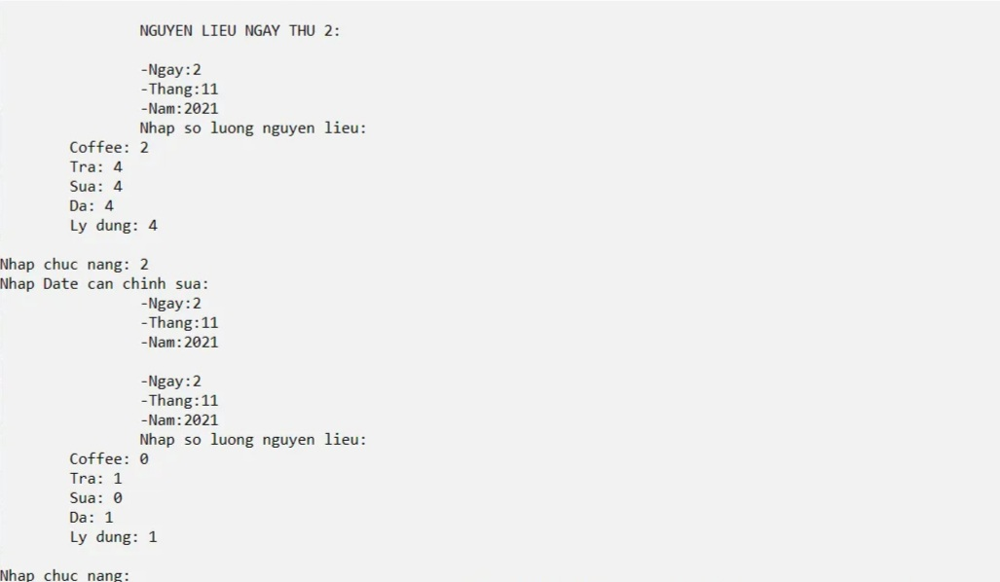 NGUYEN LIEU NGAY THU 2:
-Ngay:2
-Thang:11
-Nam:2021
Nhap so luong nguyen lieu:
Coffee: 2
Tra: 4
Sua: 4
Da: 4
Ly dung: 4
Nhap chuc nang: 2
Nhap Date can chinh sua:
-Ngay:2
-Thang:11
-Nam:2021
-Ngay:2
-Thang:11
-Nam:2021
Nhap so luong nguyen lieu:
Coffee: 0
Tra: 1
Sua: 0
Da: 1
Ly dung: 1
Nhap chuc nang: